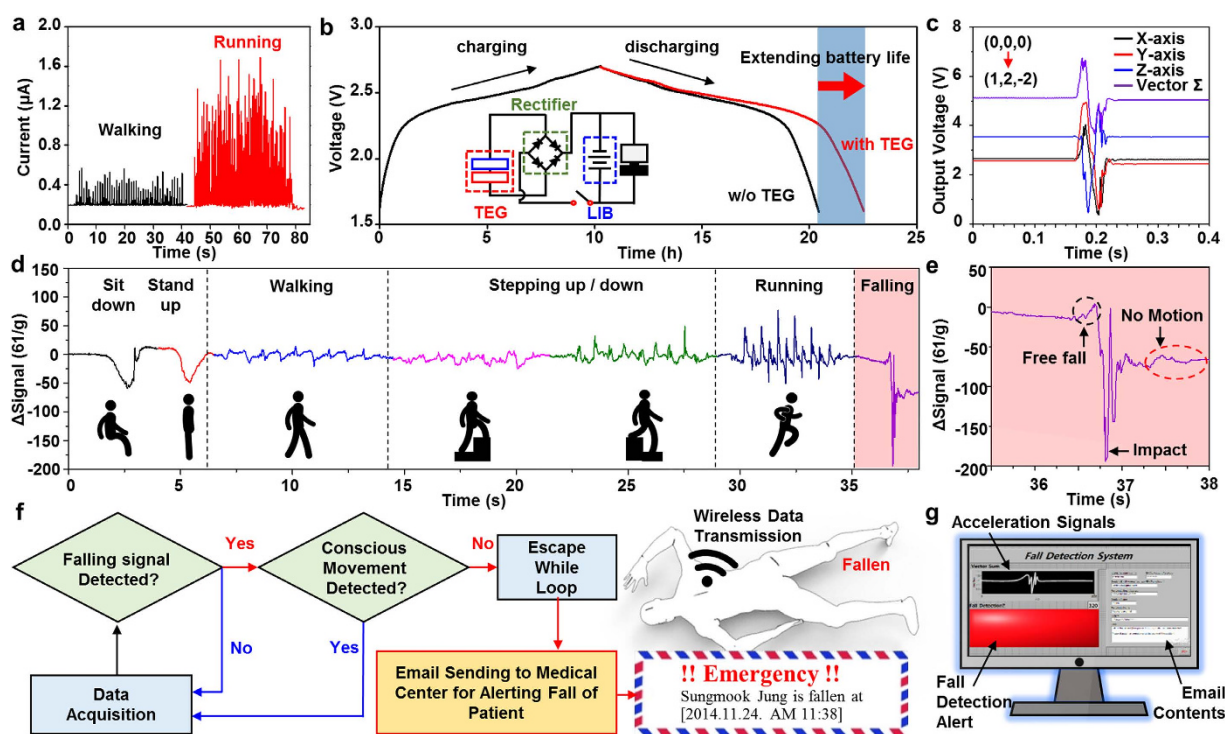 a
Current (μA)
2.0
1.6
1.2
0.8
0.4
0.0
Running
Walking
0 10 20 30 40 50 60 70 80
Time (s)
b
Voltage (V)
3.0
2.5
2.0
1.5
charging
discharging
Extending battery life
Rectifier
TEG
LIB
with TEG
w/o TEG
0 5 10 15 20 25
Time (h)
c
Output Voltage (V)
8
6
4
2
0
(0,0,0)
(1,2,-2)
X-axis
Y-axis
Z-axis
Vector Σ
0 0.1 0.2 0.3 0.4
Time (s)
d
ΔSignal (61/g)
150
100
50
0
-50
-100
-150
-200
Sit down
Stand up
Walking
Stepping up / down
Running
Falling
0 5 10 15 20 25 30 35
Time (s)
e
ΔSignal (61/g)
50
0
-50
-100
-150
-200
No Motion
Free fall
Impact
36 37 38
Time (s)
f
Falling signal
Detected?
Yes
No
Data
Acquisition
Conscious
Movement
Detected?
No
Yes
Escape
While
Loop
Email Sending to Medical
Center for Alerting Fall of
Patient
Wireless Data
Transmission
Fallen
!! Emergency !!
Sungmook Jung is fallen at
[2014.11.24. AM 11:38]
g
Acceleration Signals
Fall Detection System
Vector Sum
Fall Detection?
320
Fall
Detection
Alert
Email
Contents